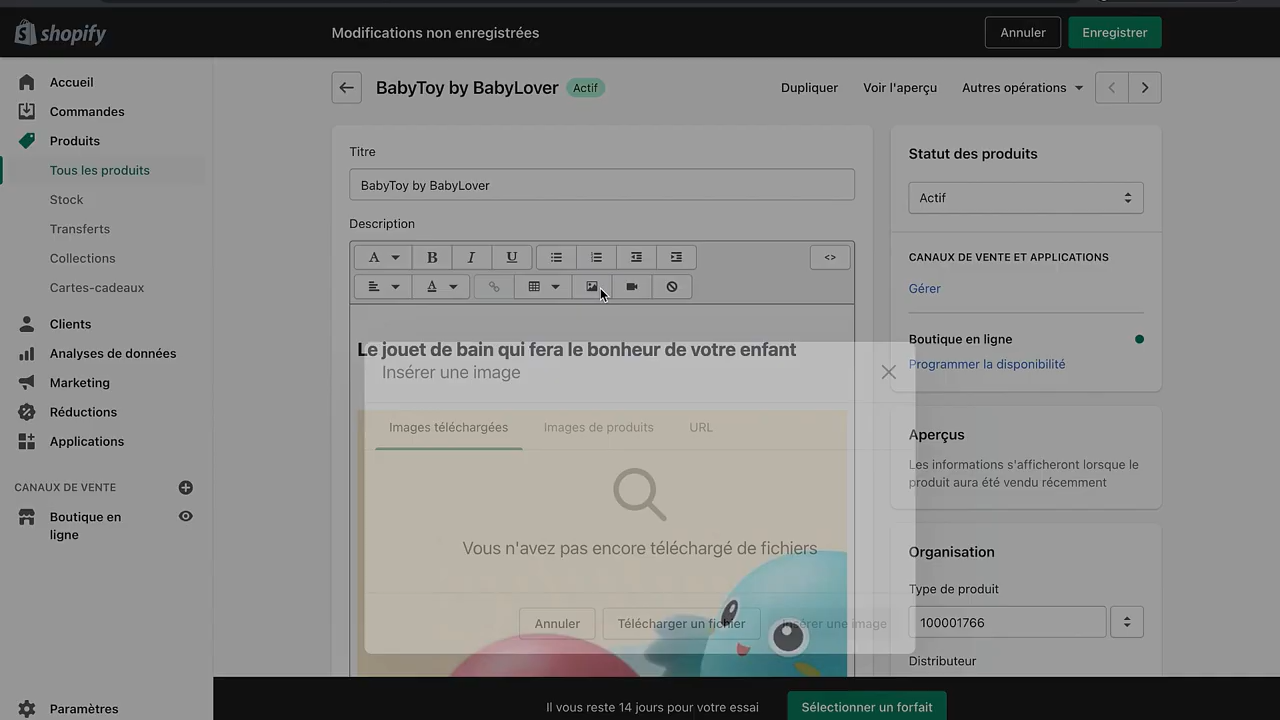 shopify
Modifications non enregistrées
Annuler
Enregistrer
Accueil
Commandes
Produits
Tous les produits
Stock
Transferts
Collections
Cartes-cadeaux
Clients
Analyses de données
Marketing
Réductions
Applications
CANAUX DE VENTE
Boutique en
ligne
Paramètres
BabyToy by BabyLover
Actif
Dupliquer
Voir l'aperçu
Autres opérations
Titre
BabyToy by BabyLover
Description
A
B
I
U
<>
A
Le jouet de bain qui fera le bonheur de votre enfant
Insérer une image
Images téléchargées
Images de produits
URL
Vous n'avez pas encore téléchargé de fichiers
Annuler
Télécharger un fichier
Insérer une image
Statut des produits
Actif
CANAUX DE VENTE ET APPLICATIONS
Gérer
Boutique en ligne
Programmer la disponibilité
Aperçus
Les informations s'afficheront lorsque le
produit aura été vendu récemment
Organisation
Type de produit
100001766
Distributeur
Il vous reste 14 jours pour votre essai
Sélectionner un forfait